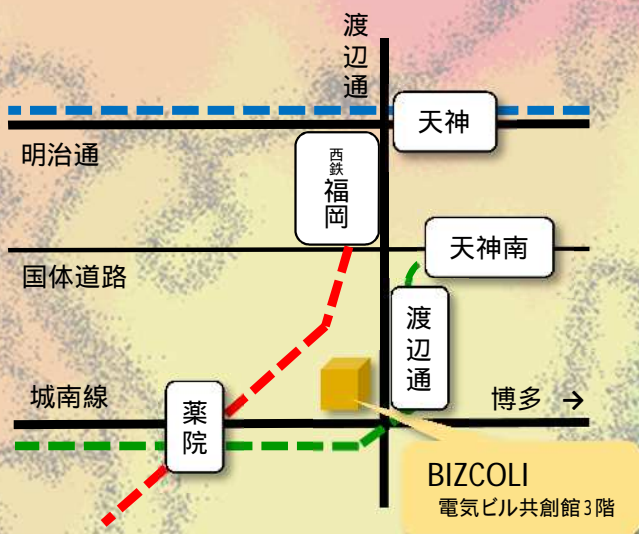 渡辺通
天神
明治通
西鉄
福岡
天神南
国体道路
渡辺通
城南線
薬院
博多 →
BIZCOLI
電気ビル共創館3階